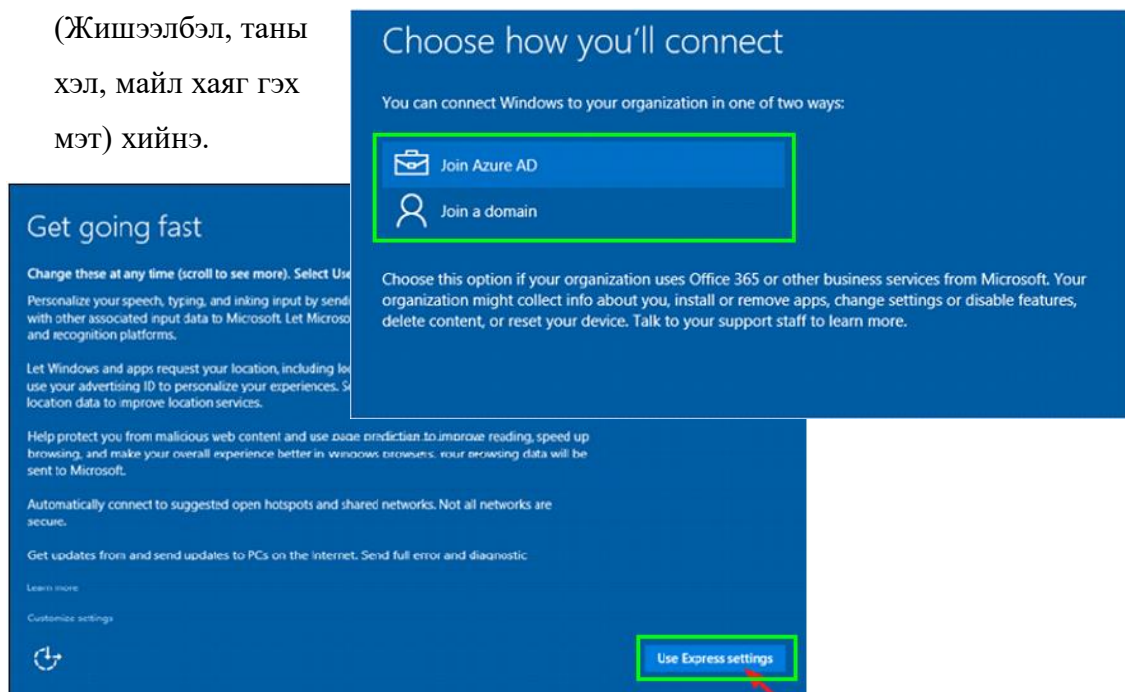 (Жишээлбэл, таны
хэл, майл хаяг гэх
мэт) хийнэ.
Choose how you'll connect
You can connect Windows to your organization in one of two ways:
Join Azure AD
Join a domain
Choose this option if your organization uses Office 365 or other business services from Microsoft. Your
organization might collect info about you, install or remove apps, change settings or disable features,
delete content, or reset your device. Talk to your support staff to learn more.
Get going fast
Change these at any time (scroll to see more). Select Use
Personalize your speech, typing, and inking input by sendi
with other associated input data to Microsoft. Let Microso
and recognition platforms.
Let Windows and apps request your location, including lo
use your advertising ID to personalize your experiences. S
location data to improve location services.
Help protect you from malicious web content and use page prediction to improve reading, speed up
browsing, and make your overall experience better in Windows browsers. Your browsing data will be
sent to Microsoft.
Automatically connect to suggested open hotspots and shared networks. Not all networks are
secure.
Get updates from and send updates to PCs on the Internet. Send full error and diagnostic
Learn more
Customize settings
Use Express settings